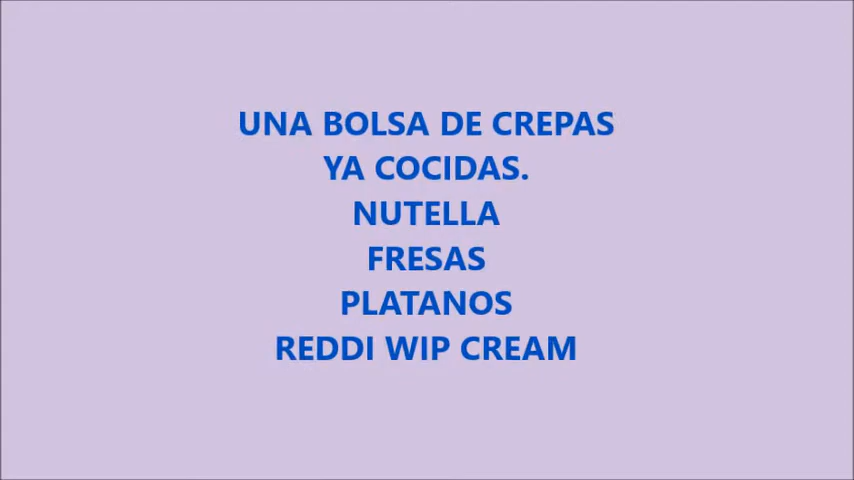 UNA BOLSA DE CREPAS
YA COCIDAS.
NUTELLA
FRESAS
PLATANOS
REDDI WIP CREAM